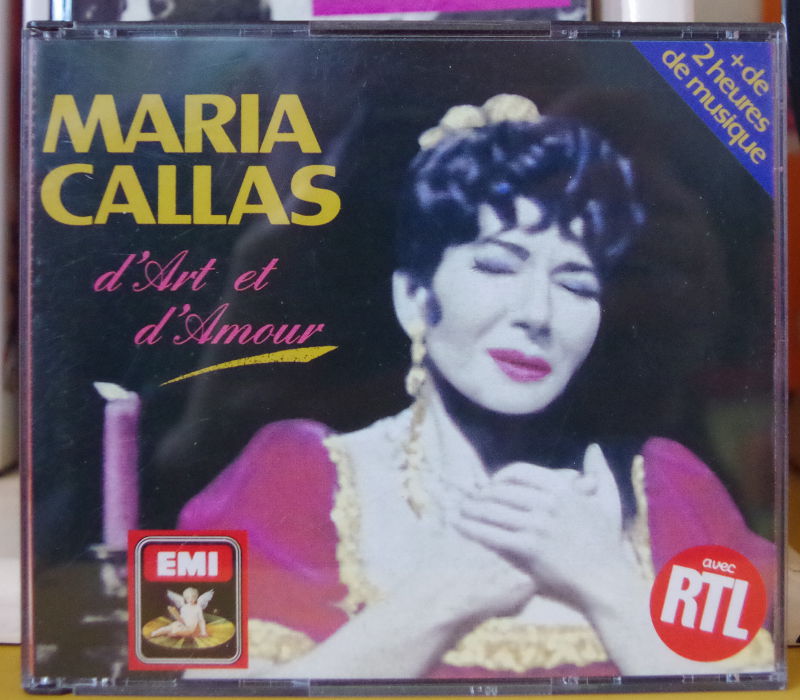 MARIA
CALLAS
d'Art et
d'Amour
+ de
2 heures
de musique
EMI
avec
RTL